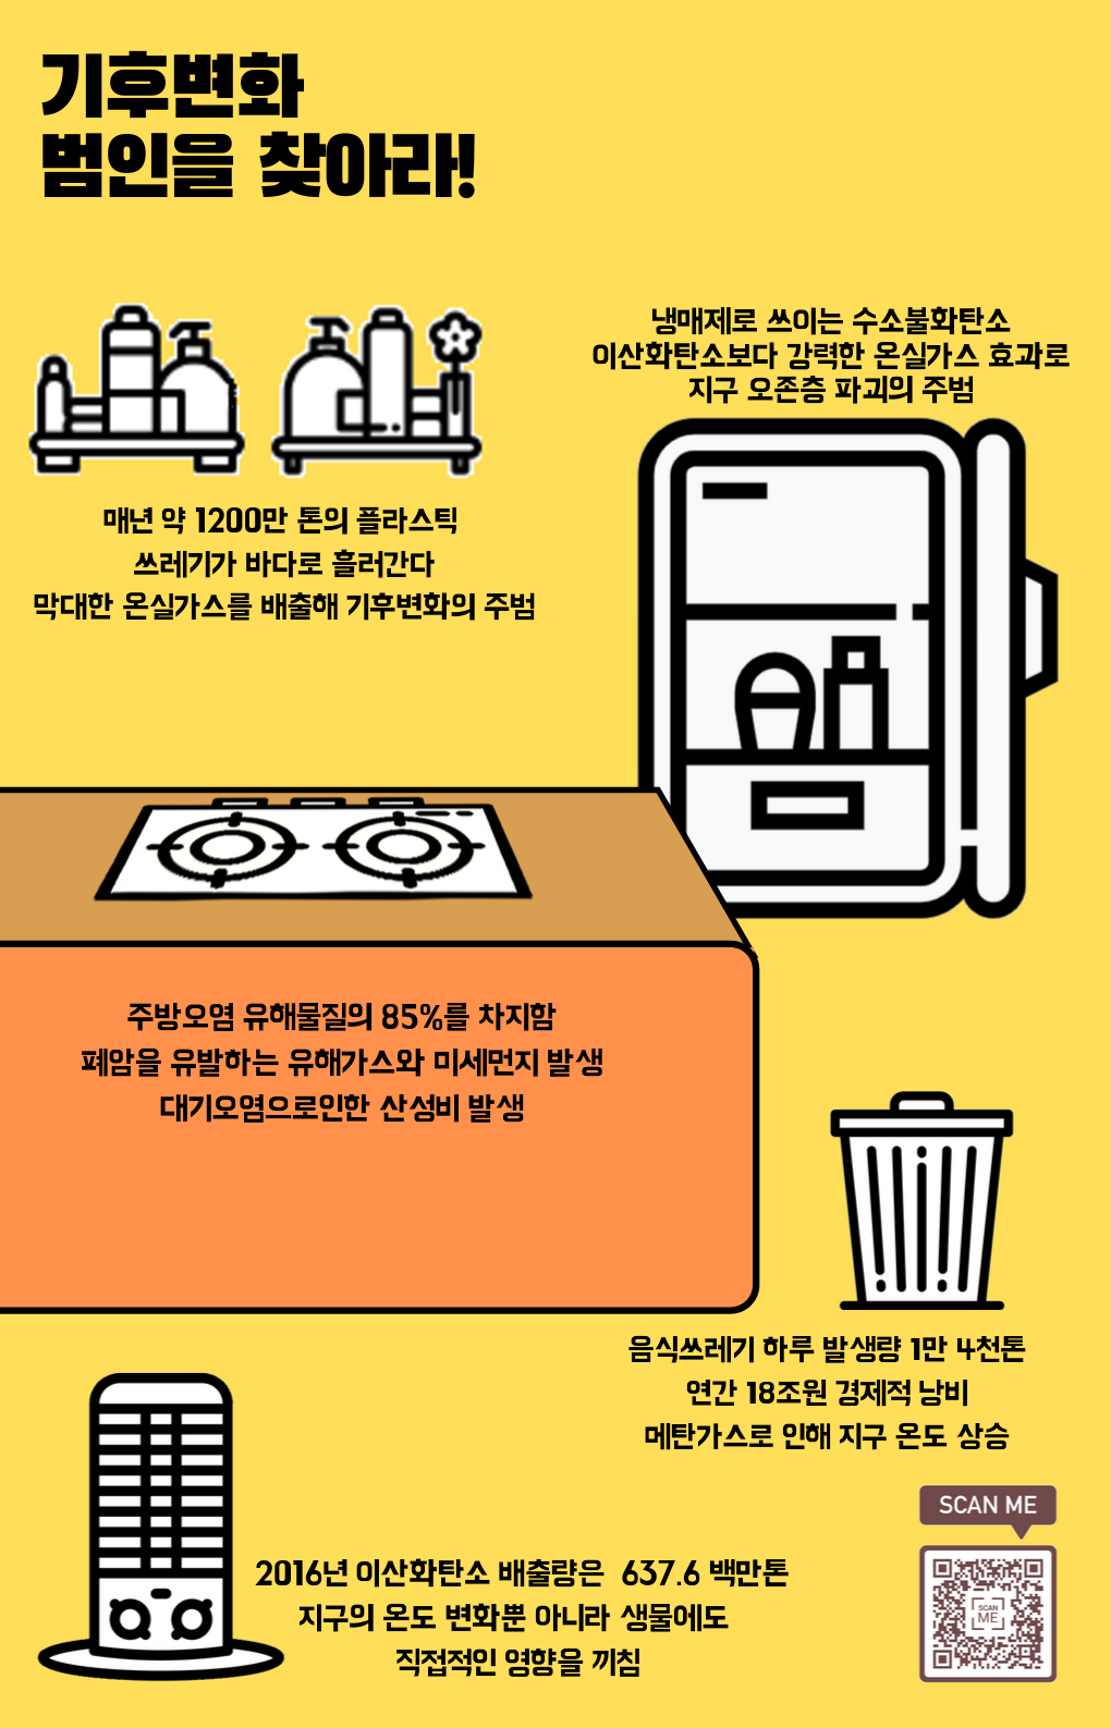 기후변화
범인을 찾아라!
냉매제로 쓰이는 수소불화탄소
이산화탄소보다 강력한 온실가스 효과로
지구 오존층 파괴의 주범
매년 약 1200만 톤의 플라스틱
쓰레기가 바다로 흘러간다
막대한 온실가스를 배출해 기후변화의 주범
주방오염 유해물질의 85%를 차지함
폐암을 유발하는 유해가스와 미세먼지 발생
대기오염으로인한 산성비 발생
음식쓰레기 하루 발생량 1만 4천톤
연간 18조원 경제적 낭비
메탄가스로 인해 지구 온도 상승
2016년 이산화탄소 배출량은 637.6 백만톤
지구의 온도 변화뿐 아니라 생물에도
직접적인 영향을 끼침
SCAN ME
SCAN
ME